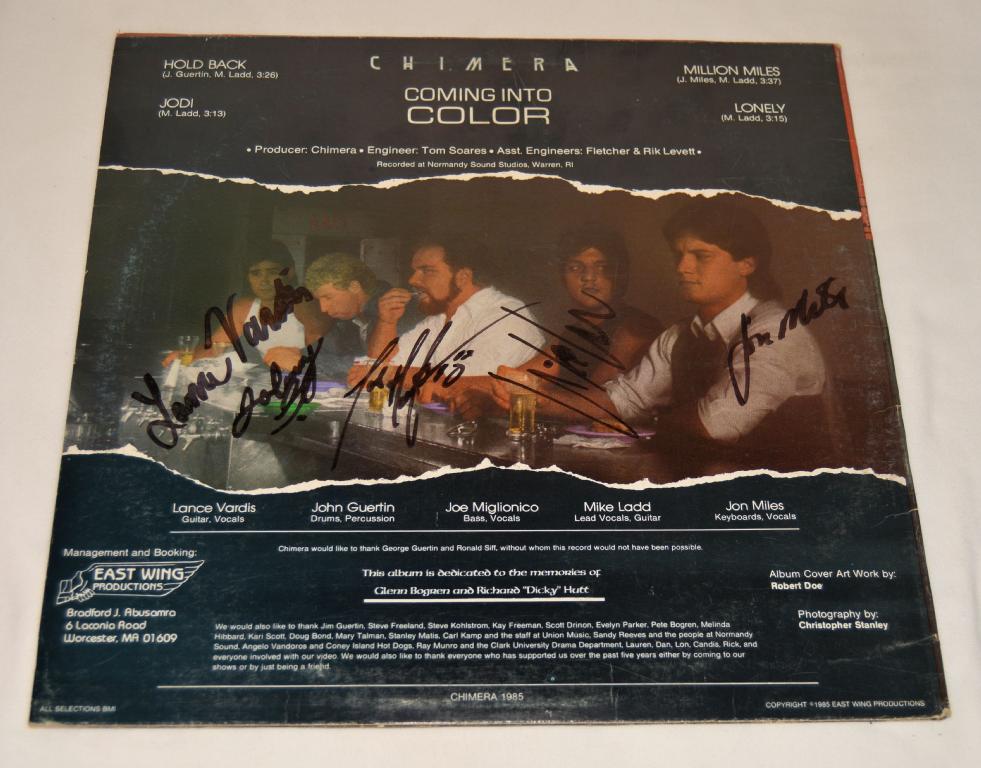 CHIMERA
HOLD BACK
(J. Guertin, M. Ladd, 3:26)
JODI
(M. Ladd, 3:13)
COMING INTO
COLOR
MILLION MILES
(J. Miles, M. Ladd, 3:37)
LONELY
(M. Ladd, 3:15)
• Producer: Chimera • Engineer: Tom Soares • Asst. Engineers: Fletcher & Rik Levett •
Recorded at Normandy Sound Studios, Warren, RI
Lance Vardis
Johnny
Jon Miles
Lance Vardis
Guitar, Vocals
John Guertin
Drums, Percussion
Joe Miglionico
Bass, Vocals
Mike Ladd
Lead Vocals, Guitar
Jon Miles
Keyboards, Vocals
Chimera would like to thank George Guertin and Ronald Siff, without whom this record would not have been possible.
This album is dedicated to the memories of
Glenn Bogren and Richard "Dicky" Hutt
Management and Booking:
EAST WING
PRODUCTIONS
Bradford J. Abusamra
6 Laconia Road
Worcester, MA 01609
Album Cover Art Work by:
Robert Doe
Photography by:
Christopher Stanley
We would also like to thank Jim Guertin, Steve Freeland, Steve Kohlstrom, Kay Freeman, Scott Drinon, Evelyn Parker, Pete Bogren, Melinda
Hibbard, Kari Scott, Doug Bond, Mary Talman, Stanley Matis, Carl Kamp and the staff at Union Music, Sandy Reeves and the people at Normandy
Sound, Angelo Vandoros and Coney Island Hot Dogs, Ray Munro and the Clark University Drama Department, Lauren, Dan, Lon, Candis, Rick, and
everyone involved with our video. We would also like to thank everyone who has supported us over the past five years either by coming to our
shows or by just being a friend.
CHIMERA 1985
ALL SELECTIONS BMI
COPYRIGHT ©1985 EAST WING PRODUCTIONS